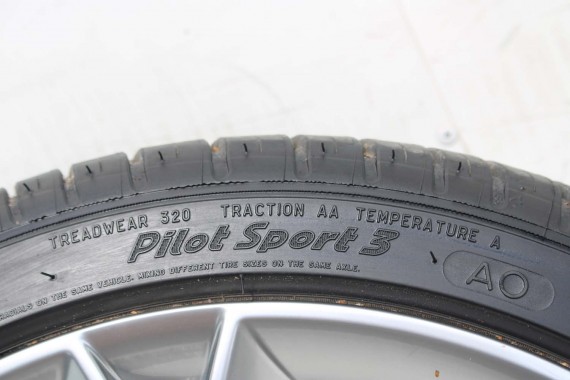 TREADWEAR 320 TRACTION AA TEMPERATURE A
Pilot Sport 3
AO
RADIALS ON THE SAME VEHICLE. MIXING DIFFERENT TIRE SIZES ON THE SAME AXLE.